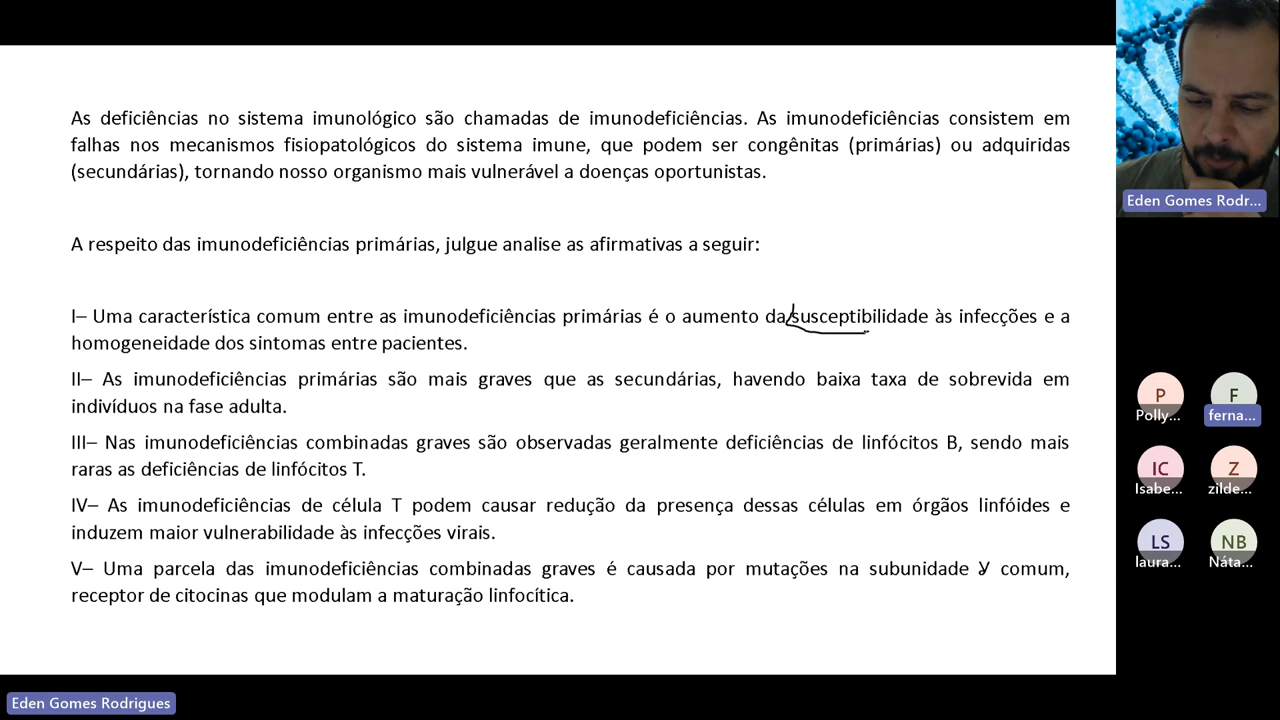 As deficiências no sistema imunológico são chamadas de imunodeficiências. As imunodeficiências consistem em
falhas nos mecanismos fisiopatológicos do sistema imune, que podem ser congênitas (primárias) ou adquiridas
(secundárias), tornando nosso organismo mais vulnerável a doenças oportunistas.
A respeito das imunodeficiências primárias, julgue analise as afirmativas a seguir:
I– Uma característica comum entre as imunodeficiências primárias é o aumento da susceptibilidade às infecções e a
homogeneidade dos sintomas entre pacientes.
II– As imunodeficiências primárias são mais graves que as secundárias, havendo baixa taxa de sobrevida em
indivíduos na fase adulta.
III– Nas imunodeficiências combinadas graves são observadas geralmente deficiências de linfócitos B, sendo mais
raras as deficiências de linfócitos T.
IV– As imunodeficiências de célula T podem causar redução da presença dessas células em órgãos linfóides e
induzem maior vulnerabilidade às infecções virais.
V– Uma parcela das imunodeficiências combinadas graves é causada por mutações na subunidade Ɣ comum,
receptor de citocinas que modulam a maturação linfocítica.
Eden Gomes Rodr...
P
Polly...
F
ferna...
IC
Isabe...
Z
zilde...
LS
laura...
NB
Náta...
Eden Gomes Rodrigues